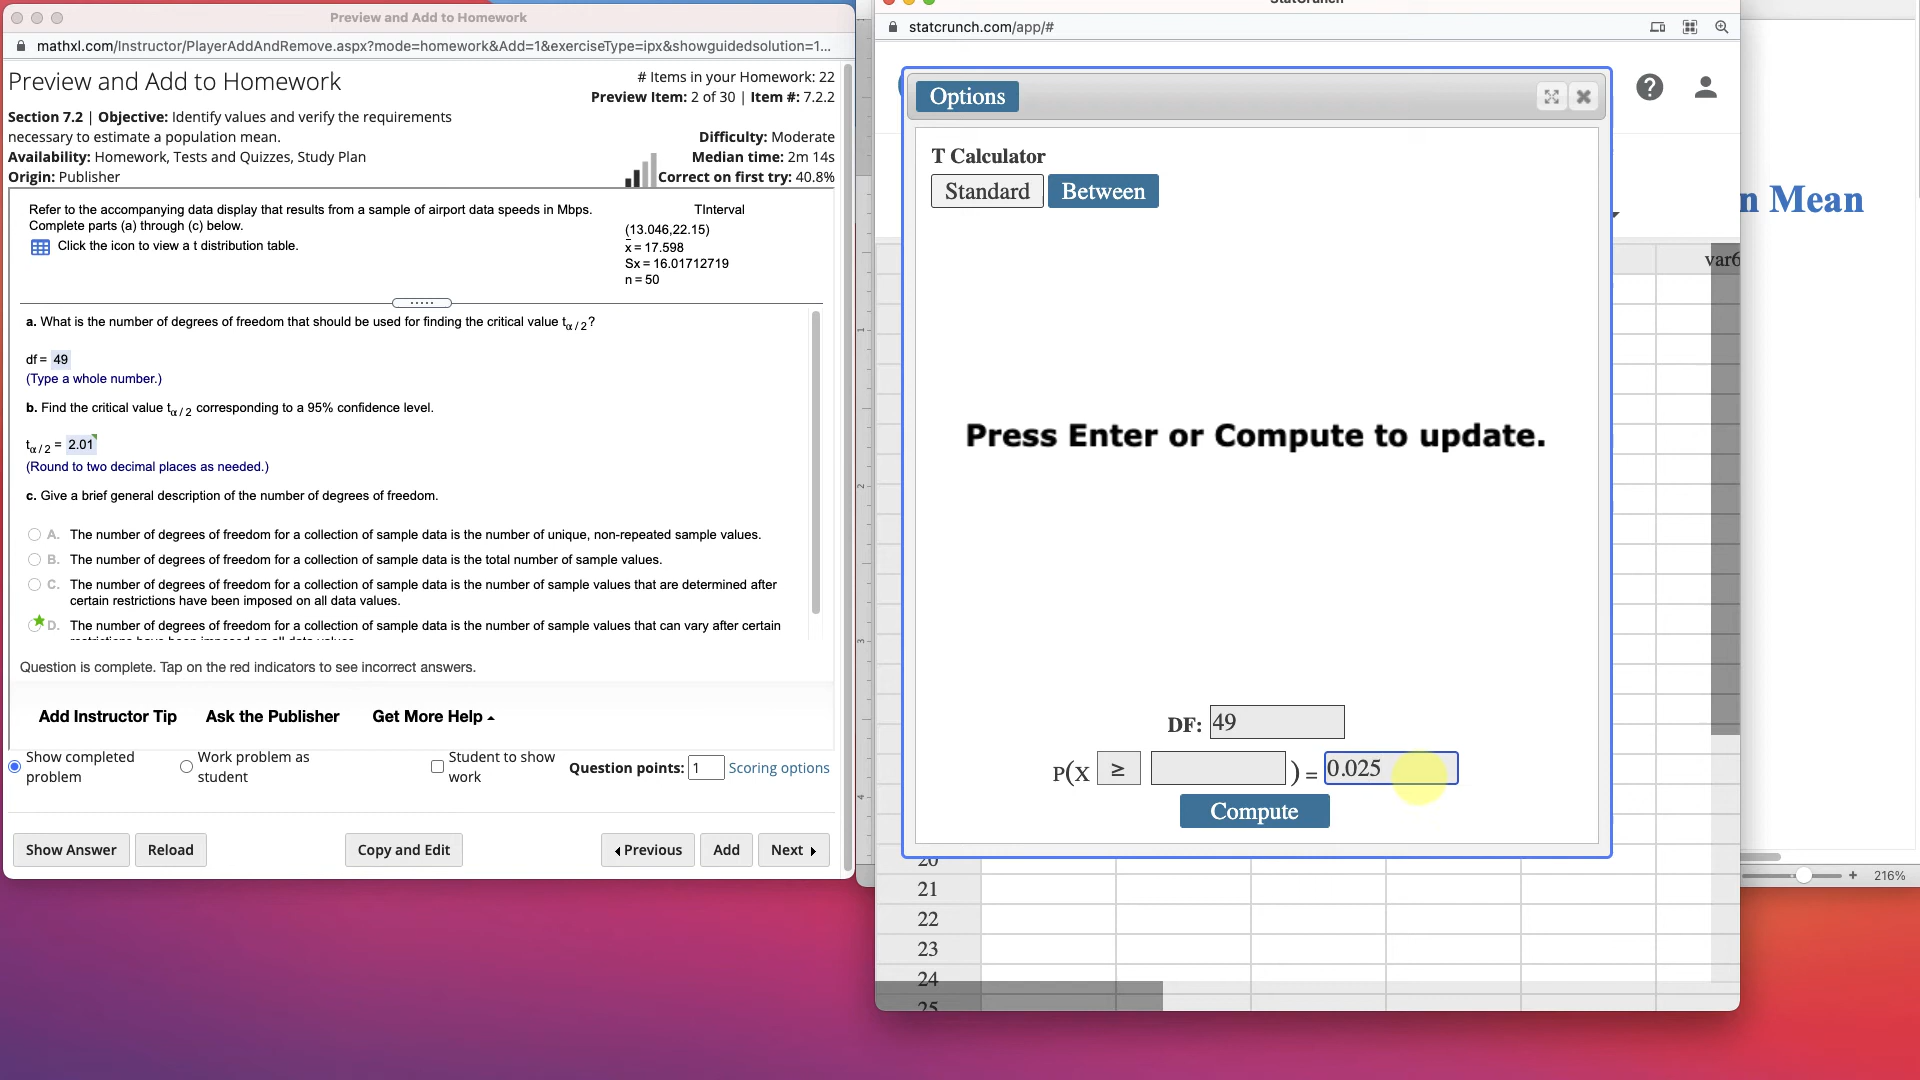 Preview and Add to Homework
mathxl.com/Instructor/PlayerAddAndRemove.aspx?mode=homework&Add=1&exerciseType=ipx&showguidedsolution=1...
Preview and Add to Homework
# Items in your Homework: 22
Preview Item: 2 of 30 | Item #: 7.2.2
Section 7.2 | Objective: Identify values and verify the requirements
necessary to estimate a population mean.
Availability: Homework, Tests and Quizzes, Study Plan
Origin: Publisher
Difficulty: Moderate
Median time: 2m 14s
Correct on first try: 40.8%
Refer to the accompanying data display that results from a sample of airport data speeds in Mbps.
Complete parts (a) through (c) below.
Click the icon to view a t distribution table.
TInterval
(13.046,22.15)
x̄ = 17.598
Sx = 16.01712719
n = 50
a. What is the number of degrees of freedom that should be used for finding the critical value tα/2?
df = 49
(Type a whole number.)
b. Find the critical value tα/2 corresponding to a 95% confidence level.
tα/2 = 2.01
(Round to two decimal places as needed.)
c. Give a brief general description of the number of degrees of freedom.
A. The number of degrees of freedom for a collection of sample data is the number of unique, non-repeated sample values.
B. The number of degrees of freedom for a collection of sample data is the total number of sample values.
C. The number of degrees of freedom for a collection of sample data is the number of sample values that are determined after
certain restrictions have been imposed on all data values.
D. The number of degrees of freedom for a collection of sample data is the number of sample values that can vary after certain
Question is complete. Tap on the red indicators to see incorrect answers.
Add Instructor Tip
Ask the Publisher
Get More Help
Show completed
problem
Work problem as
student
Student to show
work
Question points: 1
Scoring options
Show Answer
Reload
Copy and Edit
Previous
Add
Next
StatCrunch
statcrunch.com/app/#
Options
T Calculator
Standard
Between
Press Enter or Compute to update.
DF: 49
P(X ≥ ) = 0.025
Compute
var6
20
21
22
23
24
25
n Mean
1
2
3
4
216%